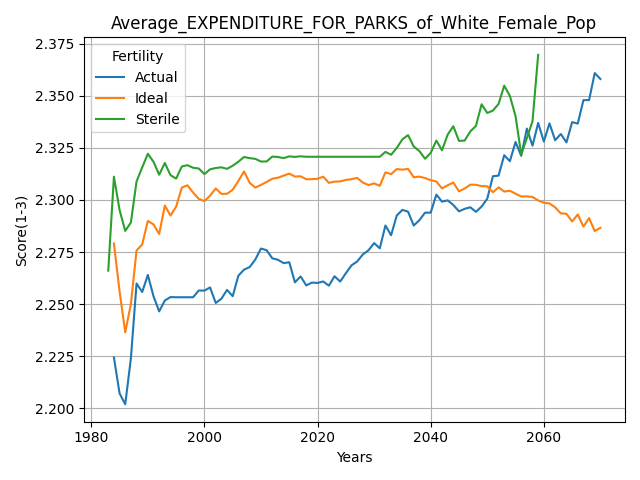 Average_EXPENDITURE_FOR_PARKS_of_White_Female_Pop
2.375
2.350
2.325
2.300
2.275
2.250
2.225
2.200
Score(1-3)
Fertility
Actual
Ideal
Sterile
1980
2000
2020
2040
2060
Years